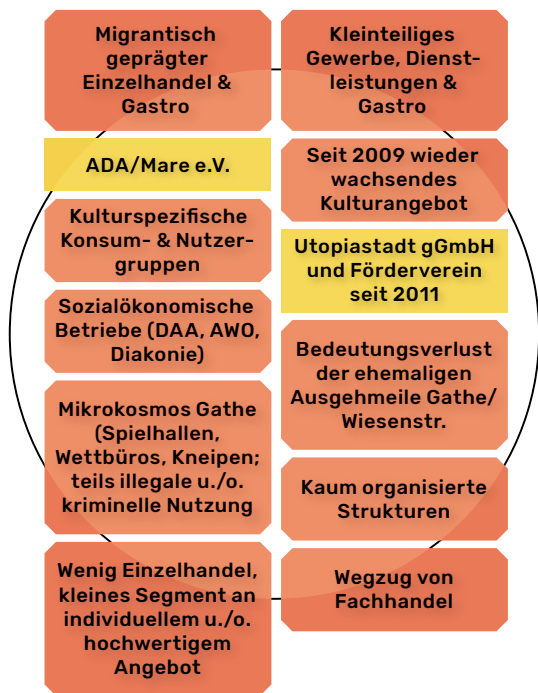 Migrantisch
geprägter
Einzelhandel &
Gastro
ADA/Mare e.V.
Kulturspezifische
Konsum- & Nutzer-
gruppen
Sozialökonomische
Betriebe (DAA, AWO,
Diakonie)
Mikrokosmos Gathe
(Spielhallen,
Wettbüros, Kneipen;
teils illegale u./o.
kriminelle Nutzung
Wenig Einzelhandel,
kleines Segment an
individuellem u./o.
hochwertigem
Angebot
Kleinteiliges
Gewerbe, Dienst-
leistungen &
Gastro
Seit 2009 wieder
wachsendes
Kulturangebot
Utopiastadt gGmbH
und Förderverein
seit 2011
Bedeutungsverlust
der ehemaligen
Ausgehmeile Gathe/
Wiesenstr.
Kaum organisierte
Strukturen
Wegzug von
Fachhandel